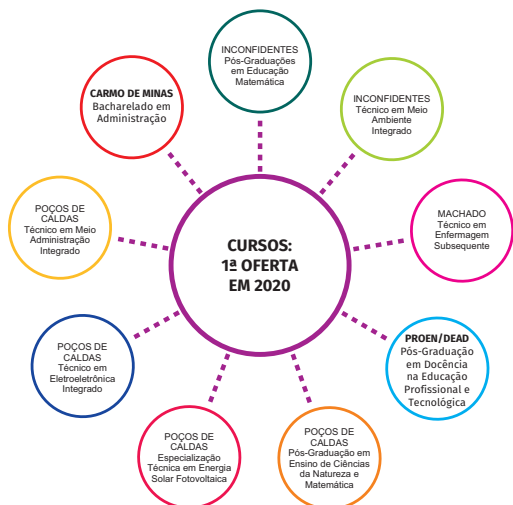 INCONFIDENTES
Pós-Graduações
em Educação
Matemática
INCONFIDENTES
Técnico em Meio
Ambiente
Integrado
MACHADO
Técnico em
Enfermagem
Subsequente
PROEN/DEAD
Pós-Graduação
em Docência
na Educação
Profissional e
Tecnológica
POÇOS DE
CALDAS
Pós-Graduação em
Ensino de Ciências
da Natureza e
Matemática
POÇOS DE
CALDAS
Especialização
Técnica em Energia
Solar Fotovoltaica
POÇOS DE
CALDAS
Técnico em
Eletroeletrônica
Integrado
POÇOS DE
CALDAS
Técnico em Meio
Administração
Integrado
CARMO DE MINAS
Bacharelado em
Administração
CURSOS:
1ª OFERTA
EM 2020